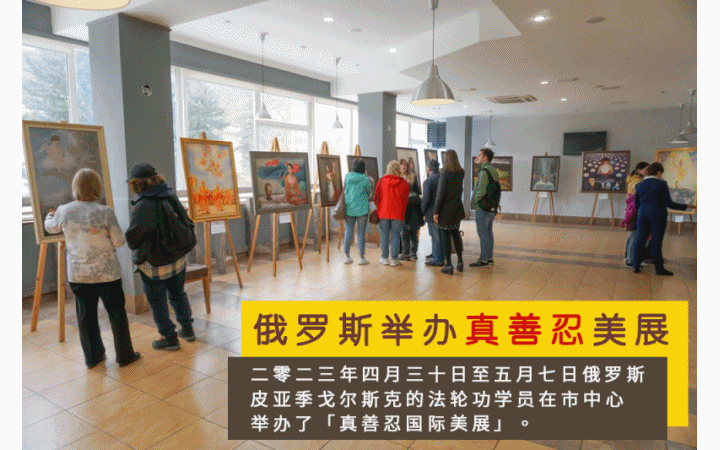 俄罗斯举办真善忍美展
二零二三年四月三十日至五月七日俄罗斯
皮亚季戈尔斯克的法轮功学员在市中心
举办了「真善忍国际美展」。